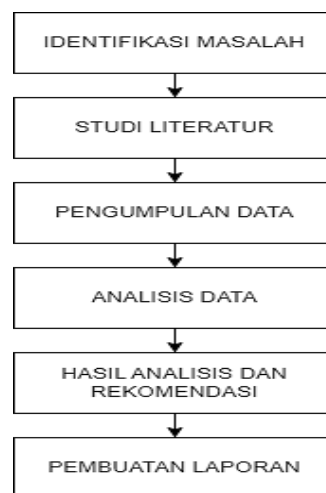 IDENTIFIKASI MASALAH
STUDI LITERATUR
PENGUMPULAN DATA
ANALISIS DATA
HASIL ANALISIS DAN
REKOMENDASI
PEMBUATAN LAPORAN